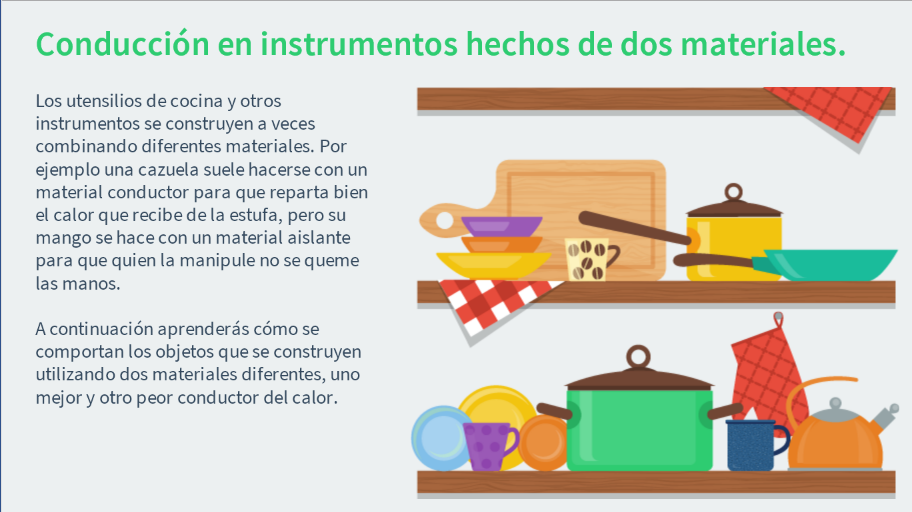 Conducción en instrumentos hechos de dos materiales.
Los utensilios de cocina y otros
instrumentos se construyen a veces
combinando diferentes materiales. Por
ejemplo una cazuela suele hacerse con un
material conductor para que reparta bien
el calor que recibe de la estufa, pero su
mango se hace con un material aislante
para que quien la manipule no se queme
las manos.
A continuación aprenderás cómo se
comportan los objetos que se construyen
utilizando dos materiales diferentes, uno
mejor y otro peor conductor del calor.